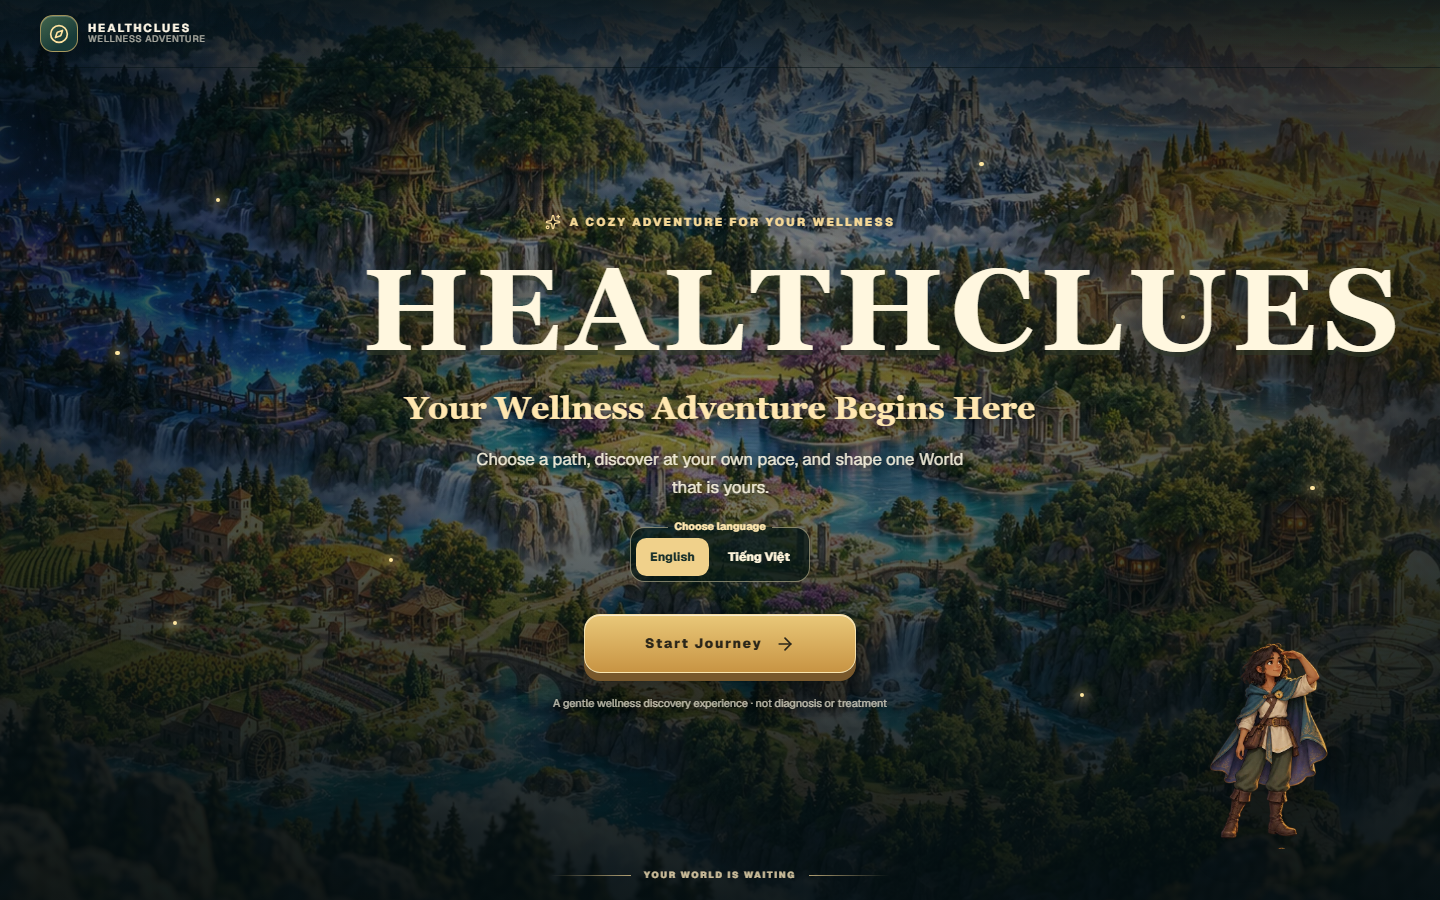 HEALTHCLUES
WELLNESS ADVENTURE
A COZY ADVENTURE FOR YOUR WELLNESS
HEALTHCLUES
Your Wellness Adventure Begins Here
Choose a path, discover at your own pace, and shape one World
that is yours.
Choose language
English
Tiếng Việt
Start Journey
A gentle wellness discovery experience · not diagnosis or treatment
YOUR WORLD IS WAITING